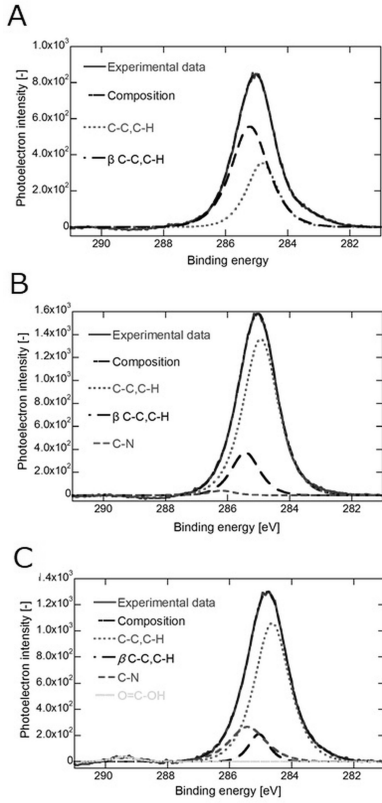 A
1.0x10³
8.0x10²
6.0x10²
4.0x10²
2.0x10²
0
Photoelectron intensity [-]
Experimental data
Composition
C-C,C-H
β C-C,C-H
290 288 286 284 282
Binding energy
B
1.6x10³
1.4x10³
1.2x10³
1.0x10³
8.0x10²
6.0x10²
4.0x10²
2.0x10²
0
Photoelectron intensity [-]
Experimental data
Composition
C-C,C-H
β C-C,C-H
C-N
290 288 286 284 282
Binding energy [eV]
C
1.4x10³
1.2x10³
1.0x10³
8.0x10²
6.0x10²
4.0x10²
2.0x10²
0
Photoelectron intensity [-]
Experimental data
Composition
C-C,C-H
β C-C,C-H
C-N
O=C-OH
290 288 286 284 282
Binding energy [eV]